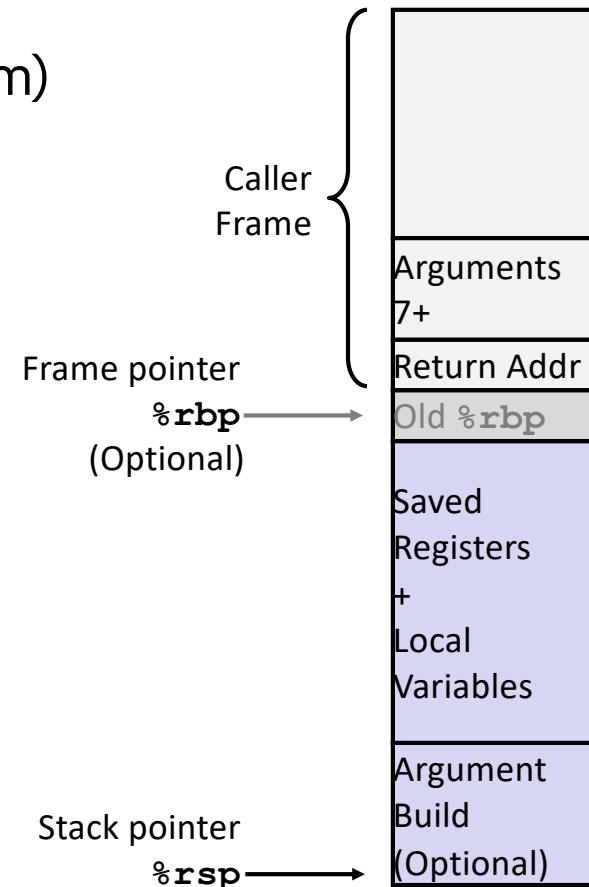 m)
Caller
Frame
Arguments
7+
Return Addr
Frame pointer
%rbp
(Optional)
Old %rbp
Saved
Registers
+
Local
Variables
Argument
Build
(Optional)
Stack pointer
%rsp